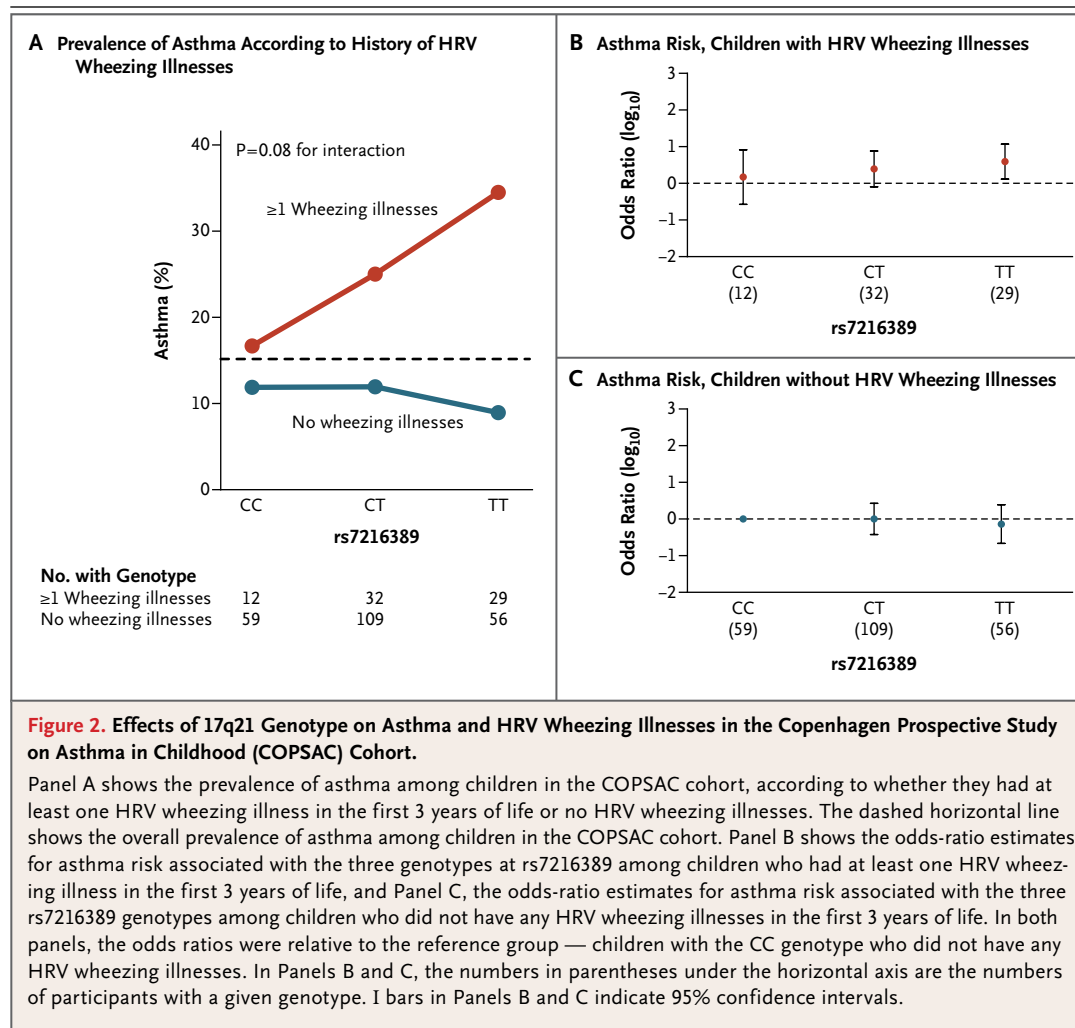 A Prevalence of Asthma According to History of HRV
Wheezing Illnesses
40
30
20
10
0
Asthma (%)
P=0.08 for interaction
≥1 Wheezing illnesses
No wheezing illnesses
CC CT TT
rs7216389
No. with Genotype
≥1 Wheezing illnesses 12 32 29
No wheezing illnesses 59 109 56
B Asthma Risk, Children with HRV Wheezing Illnesses
3
2
1
0
−1
−2
Odds Ratio (log10)
CC CT TT
(12) (32) (29)
rs7216389
C Asthma Risk, Children without HRV Wheezing Illnesses
3
2
1
0
−1
−2
Odds Ratio (log10)
CC CT TT
(59) (109) (56)
rs7216389
Figure 2. Effects of 17q21 Genotype on Asthma and HRV Wheezing Illnesses in the Copenhagen Prospective Study
on Asthma in Childhood (COPSAC) Cohort.
Panel A shows the prevalence of asthma among children in the COPSAC cohort, according to whether they had at
least one HRV wheezing illness in the first 3 years of life or no HRV wheezing illnesses. The dashed horizontal line
shows the overall prevalence of asthma among children in the COPSAC cohort. Panel B shows the odds-ratio estimates
for asthma risk associated with the three genotypes at rs7216389 among children who had at least one HRV wheez-
ing illness in the first 3 years of life, and Panel C, the odds-ratio estimates for asthma risk associated with the three
rs7216389 genotypes among children who did not have any HRV wheezing illnesses in the first 3 years of life. In both
panels, the odds ratios were relative to the reference group — children with the CC genotype who did not have any
HRV wheezing illnesses. In Panels B and C, the numbers in parentheses under the horizontal axis are the numbers
of participants with a given genotype. I bars in Panels B and C indicate 95% confidence intervals.